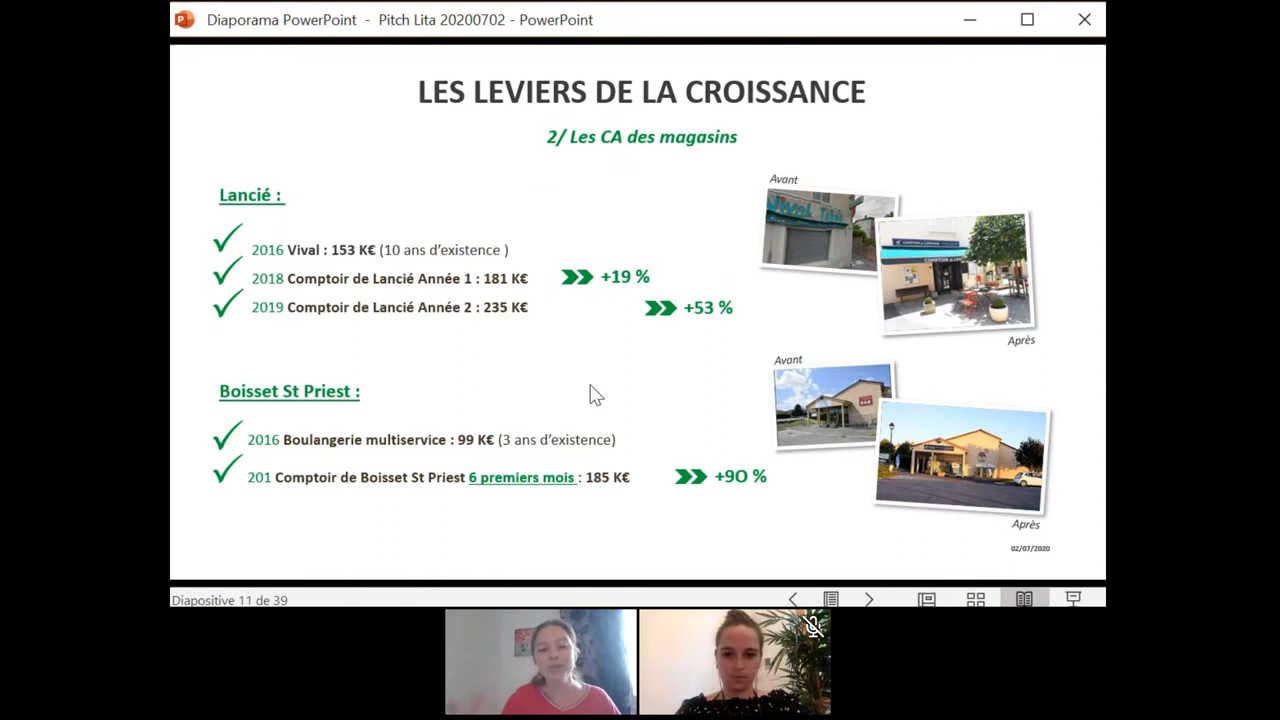 Diaporama PowerPoint - Pitch Lita 20200702 - PowerPoint
LES LEVIERS DE LA CROISSANCE
2/ Les CA des magasins
Lancié :
2016 Vival : 153 K€ (10 ans d’existence )
2018 Comptoir de Lancié Année 1 : 181 K€
+19 %
2019 Comptoir de Lancié Année 2 : 235 K€
+53 %
Avant
Après
Boisset St Priest :
2016 Boulangerie multiservice : 99 K€ (3 ans d’existence)
201 Comptoir de Boisset St Priest 6 premiers mois : 185 K€
+90 %
Avant
Après
02/07/2020
Diapositive 11 de 39